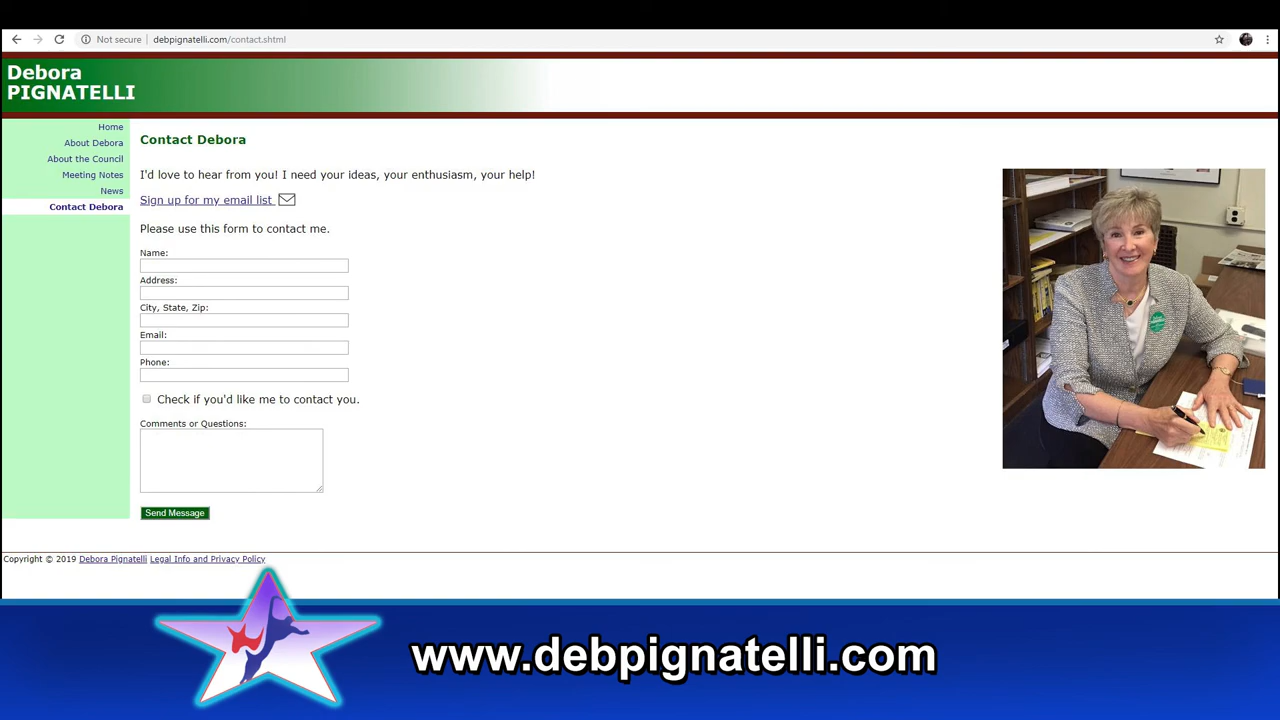 Not secure debpignatelli.com/contact.shtml
Debora
PIGNATELLI
Home
About Debora
About the Council
Meeting Notes
News
Contact Debora
Contact Debora
I'd love to hear from you! I need your ideas, your enthusiasm, your help!
Sign up for my email list
Please use this form to contact me.
Name:
Address:
City, State, Zip:
Email:
Phone:
Check if you'd like me to contact you.
Comments or Questions:
Send Message
Copyright © 2019 Debora Pignatelli Legal Info and Privacy Policy
www.debpignatelli.com